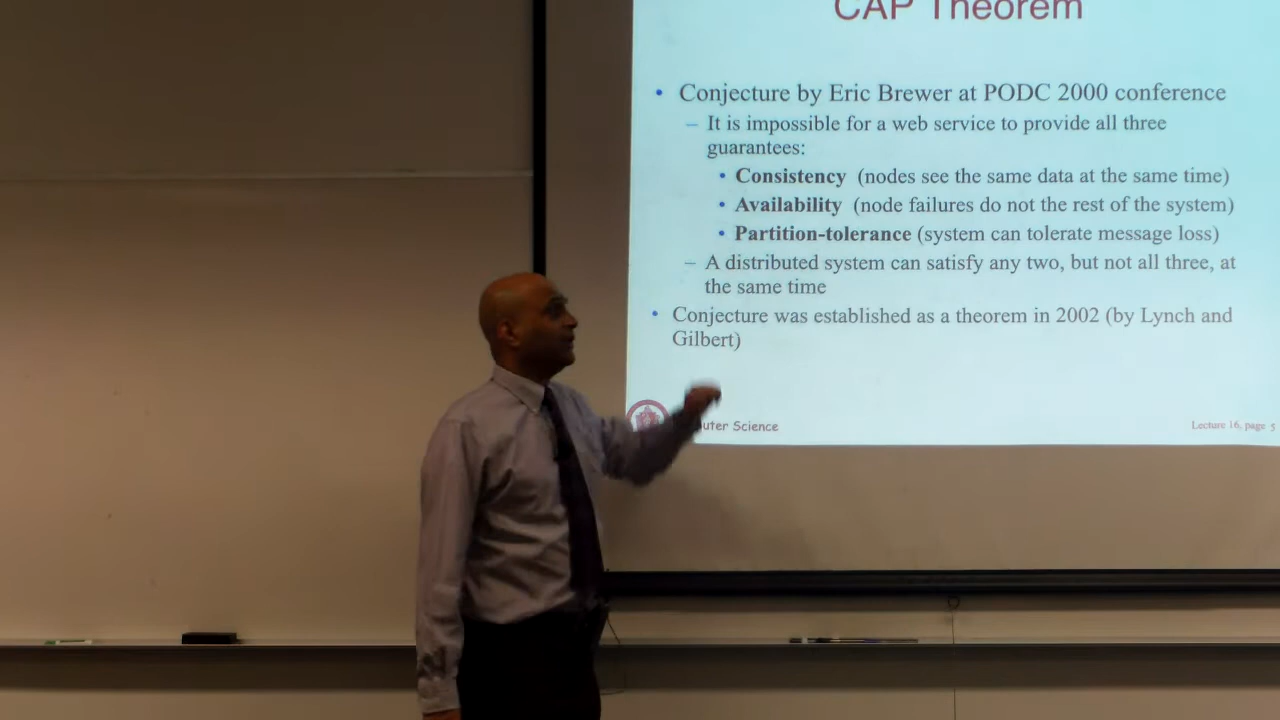 CAP Theorem
• Conjecture by Eric Brewer at PODC 2000 conference
– It is impossible for a web service to provide all three
guarantees:
• Consistency (nodes see the same data at the same time)
• Availability (node failures do not the rest of the system)
• Partition-tolerance (system can tolerate message loss)
– A distributed system can satisfy any two, but not all three, at
the same time
• Conjecture was established as a theorem in 2002 (by Lynch and
Gilbert)
uter Science
Lecture 16, page 5